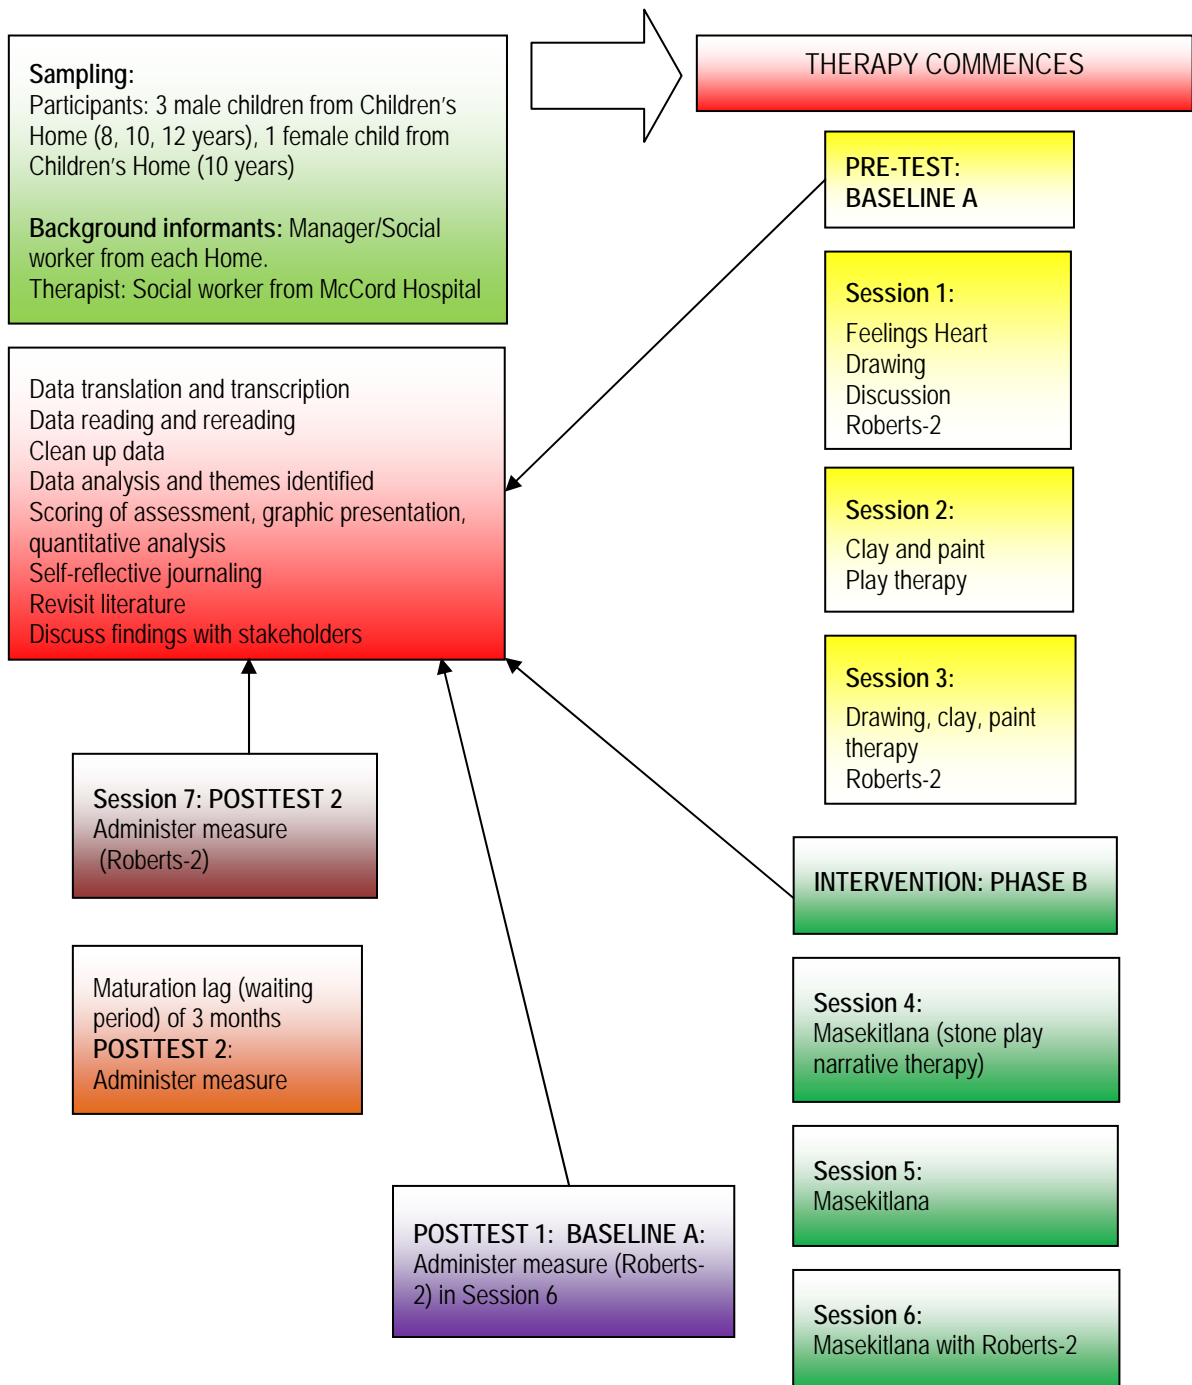 Sampling:
Participants: 3 male children from Children's
Home (8, 10, 12 years), 1 female child from
Children's Home (10 years)
Background informants: Manager/Social
worker from each Home.
Therapist: Social worker from McCord Hospital
THERAPY COMMENCES
PRE-TEST:
BASELINE A
Session 1:
Feelings Heart
Drawing
Discussion
Roberts-2
Session 2:
Clay and paint
Play therapy
Session 3:
Drawing, clay, paint
therapy
Roberts-2
INTERVENTION: PHASE B
Session 4:
Masekitlana (stone play
narrative therapy)
Session 5:
Masekitlana
Session 6:
Masekitlana with Roberts-2
POSTTEST 1:  BASELINE A:
Administer measure (Roberts-
2) in Session 6
Maturation lag (waiting
period) of 3 months
POSTTEST 2:
Administer measure
Session 7: POSTTEST 2
Administer measure
(Roberts-2)
Data translation and transcription
Data reading and rereading
Clean up data
Data analysis and themes identified
Scoring of assessment, graphic presentation,
quantitative analysis
Self-reflective journaling
Revisit literature
Discuss findings with stakeholders